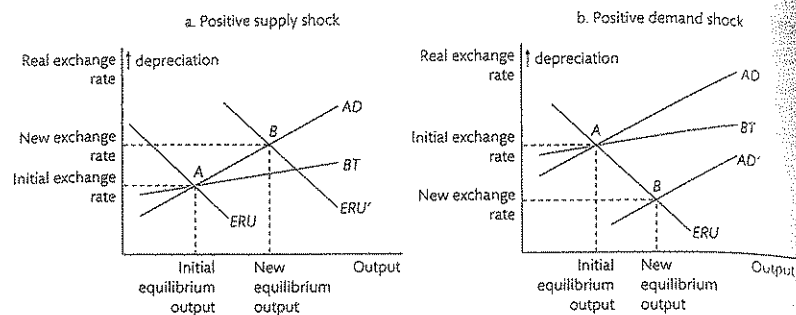 a. Positive supply shock
Real exchange
rate
depreciation
AD
B
New exchange
rate
A
BT
Initial exchange
rate
ERU
ERU'
Initial
equilibrium
output
New
equilibrium
output
Output
b. Positive demand shock
Real exchange
rate
depreciation
AD
A
BT
Initial exchange
rate
AD'
B
New exchange
rate
ERU
Initial
equilibrium
output
New
equilibrium
output
Output